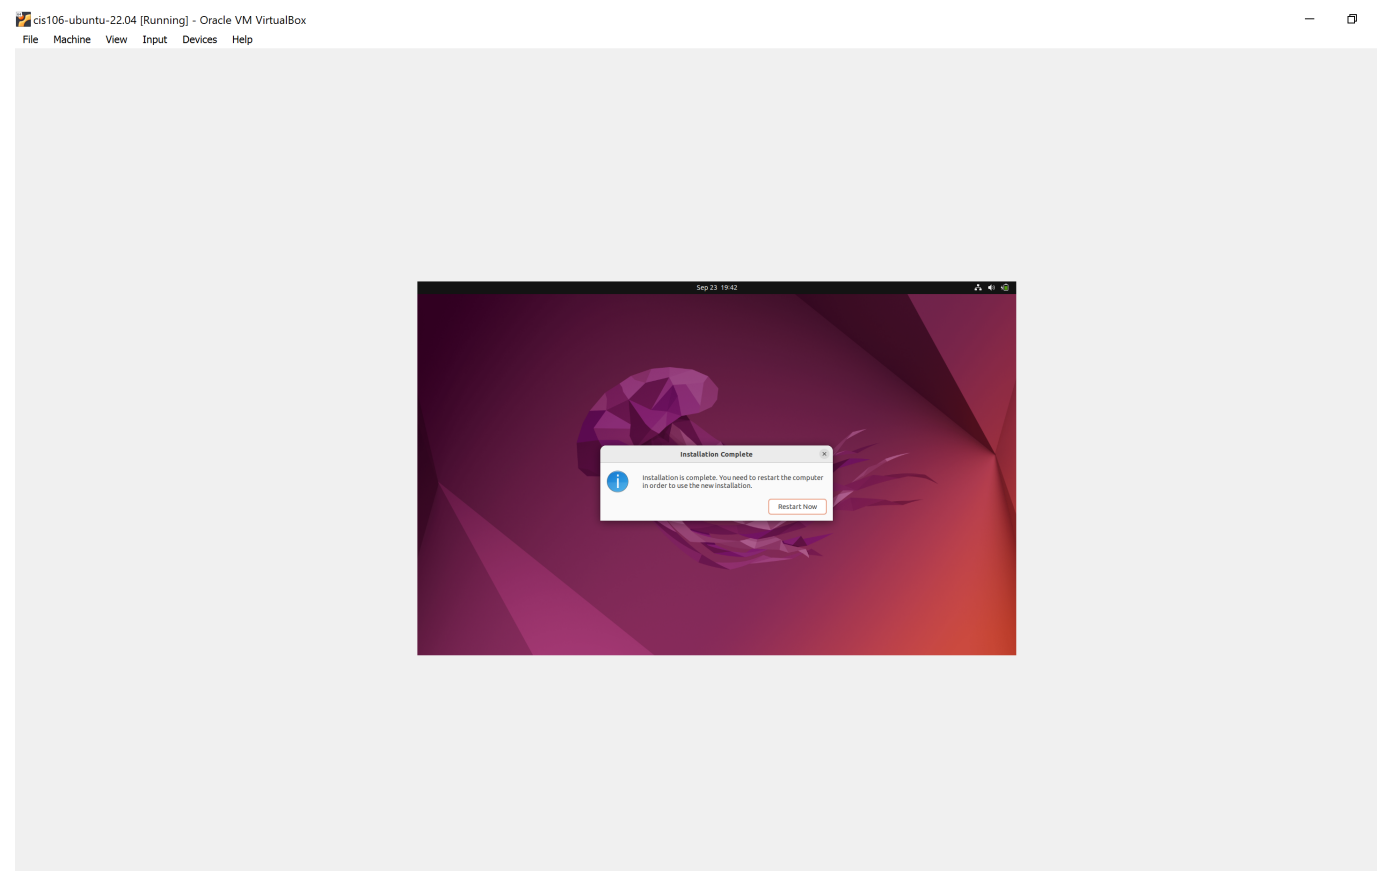 cis106-ubuntu-22.04 [Running] - Oracle VM VirtualBox
File Machine View Input Devices Help
Sep 23 19:42
Installation Complete
Installation is complete. You need to restart the computer
in order to use the new installation.
Restart Now